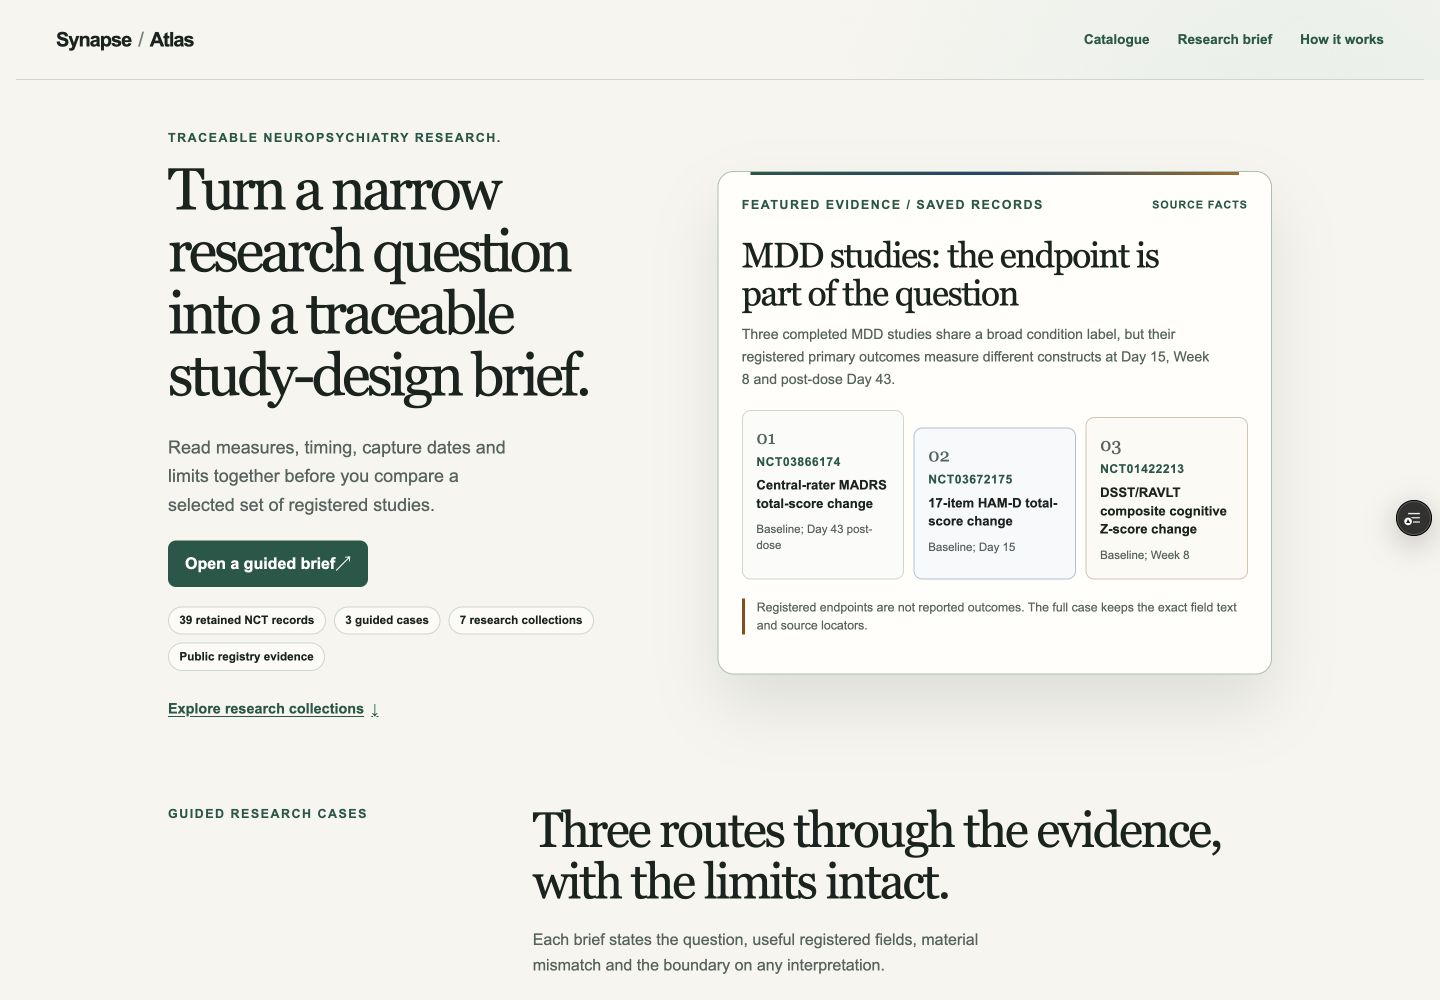 Synapse / Atlas
Catalogue
Research brief
How it works
TRACEABLE NEUROPSYCHIATRY RESEARCH.
Turn a narrow
research question
into a traceable
study-design brief.
Read measures, timing, capture dates and
limits together before you compare a
selected set of registered studies.
Open a guided brief↗
39 retained NCT records
3 guided cases
7 research collections
Public registry evidence
Explore research collections ↓
FEATURED EVIDENCE / SAVED RECORDS
SOURCE FACTS
MDD studies: the endpoint is
part of the question
Three completed MDD studies share a broad condition label, but their
registered primary outcomes measure different constructs at Day 15, Week
8 and post-dose Day 43.
01
NCT03866174
Central-rater MADRS
total-score change
Baseline; Day 43 post-
dose
02
NCT03672175
17-item HAM-D total-
score change
Baseline; Day 15
03
NCT01422213
DSST/RAVLT
composite cognitive
Z-score change
Baseline; Week 8
Registered endpoints are not reported outcomes. The full case keeps the exact field text
and source locators.
GUIDED RESEARCH CASES
Three routes through the evidence,
with the limits intact.
Each brief states the question, useful registered fields, material
mismatch and the boundary on any interpretation.